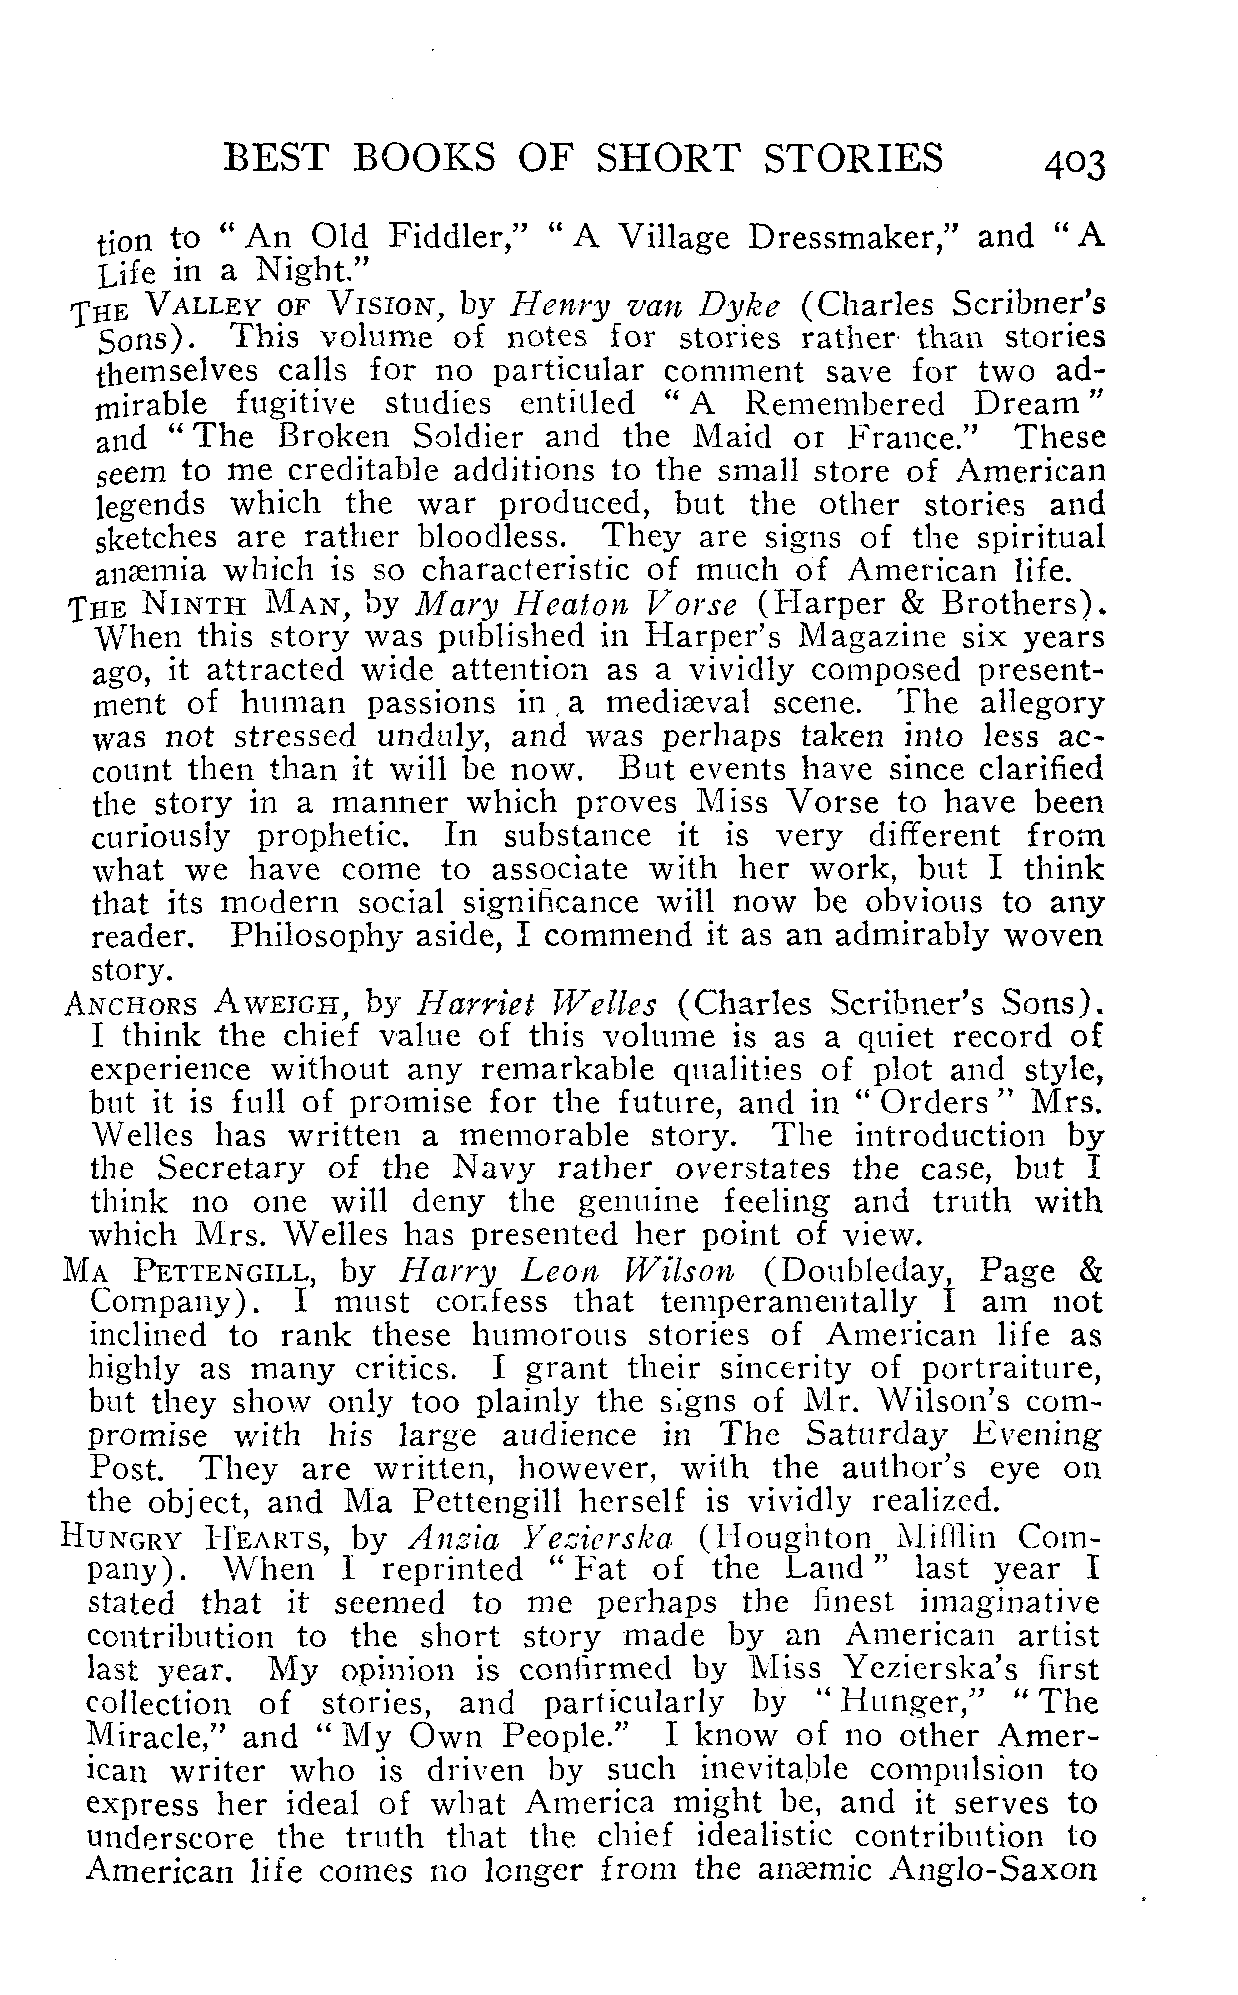 BEST BOOKS OF SHORT STORIES 403
tion to “ An Old Fiddler,” “ A Village Dressmaker,” and “ A
Life in a Night.”
THE VALLEY OF VISION, by Henry van Dyke (Charles Scribner’s
Sons). This volume of notes for stories rather than stories
themselves calls for no particular comment save for two ad-
mirable fugitive studies entitled “ A Remembered Dream ”
and “ The Broken Soldier and the Maid or France.” These
seem to me creditable additions to the small store of American
legends which the war produced, but the other stories and
sketches are rather bloodless. They are signs of the spiritual
anæmia which is so characteristic of much of American life.
THE NINTH MAN, by Mary Heaton Vorse (Harper & Brothers).
When this story was published in Harper’s Magazine six years
ago, it attracted wide attention as a vividly composed present-
ment of human passions in a mediæval scene. The allegory
was not stressed unduly, and was perhaps taken into less ac-
count then than it will be now. But events have since clarified
the story in a manner which proves Miss Vorse to have been
curiously prophetic. In substance it is very different from
what we have come to associate with her work, but I think
that its modern social significance will now be obvious to any
reader. Philosophy aside, I commend it as an admirably woven
story.
ANCHORS AWEIGH, by Harriet Welles (Charles Scribner’s Sons).
I think the chief value of this volume is as a quiet record of
experience without any remarkable qualities of plot and style,
but it is full of promise for the future, and in “ Orders ” Mrs.
Welles has written a memorable story. The introduction by
the Secretary of the Navy rather overstates the case, but I
think no one will deny the genuine feeling and truth with
which Mrs. Welles has presented her point of view.
MA PETTENGILL, by Harry Leon Wilson (Doubleday, Page &
Company). I must confess that temperamentally I am not
inclined to rank these humorous stories of American life as
highly as many critics. I grant their sincerity of portraiture,
but they show only too plainly the signs of Mr. Wilson’s com-
promise with his large audience in The Saturday Evening
Post. They are written, however, with the author’s eye on
the object, and Ma Pettengill herself is vividly realized.
HUNGRY HEARTS, by Anzia Yezierska (Houghton Mifflin Com-
pany). When I reprinted “ Fat of the Land ” last year I
stated that it seemed to me perhaps the finest imaginative
contribution to the short story made by an American artist
last year. My opinion is confirmed by Miss Yezierska’s first
collection of stories, and particularly by “ Hunger,” “ The
Miracle,” and “ My Own People.” I know of no other Amer-
ican writer who is driven by such inevitable compulsion to
express her ideal of what America might be, and it serves to
underscore the truth that the chief idealistic contribution to
American life comes no longer from the anæmic Anglo-Saxon